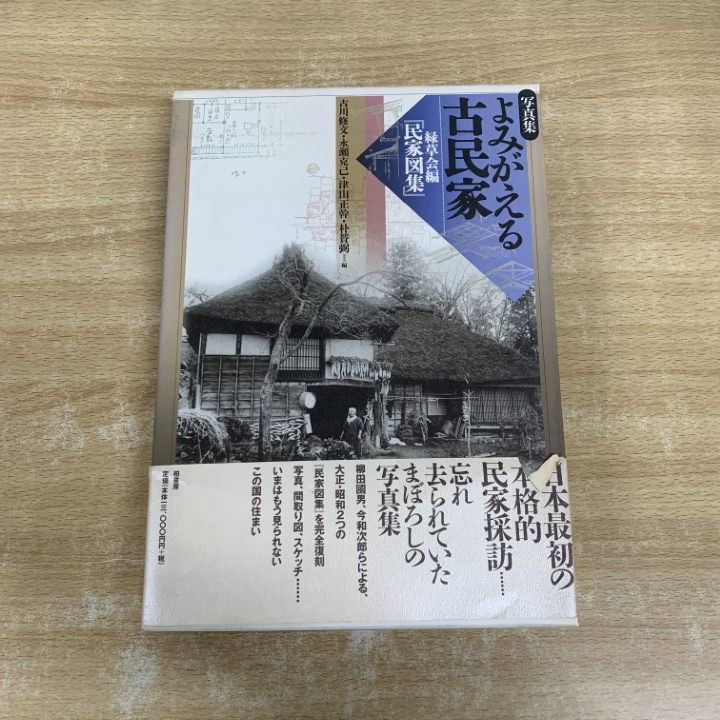 写真集
よみがえる
古民家
緑草会編
「民家図集」
古川修文・永瀬克己・津山正幹・朴賛弼=編
日本最初の
本格的
民家採訪……
忘れ
去られていた
まぼろしの
写真集
柳田國男、今和次郎らによる、
大正・昭和2つの
「民家図集」を完全復刻
写真、間取り図、スケッチ……
いまはもう見られない
この国の住まい
柏書房
定価(本体一三、〇〇〇円+税)